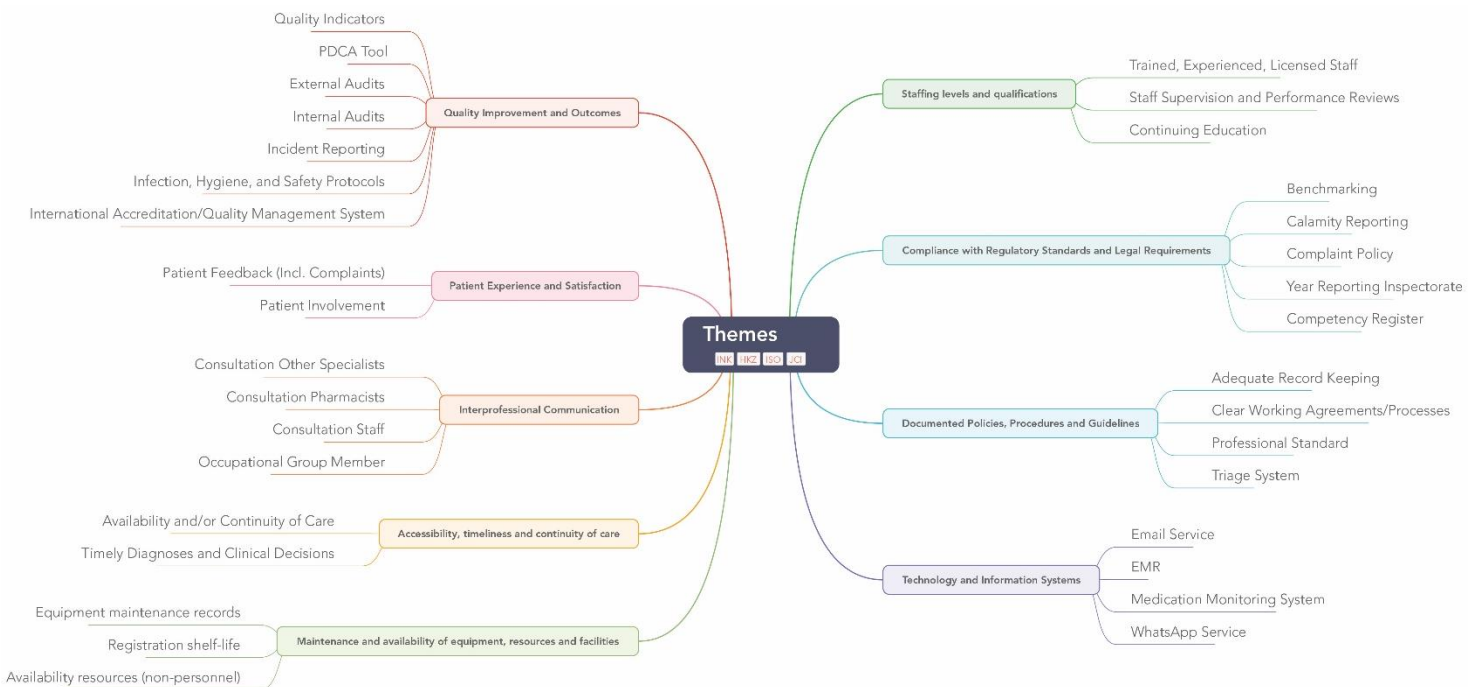 Themes
INK HKZ ISO JCI
Quality Improvement and Outcomes
Quality Indicators
PDCA Tool
External Audits
Internal Audits
Incident Reporting
Infection, Hygiene, and Safety Protocols
International Accreditation/Quality Management System
Patient Experience and Satisfaction
Patient Feedback (Incl. Complaints)
Patient Involvement
Interprofessional Communication
Consultation Other Specialists
Consultation Pharmacists
Consultation Staff
Occupational Group Member
Accessibility, timeliness and continuity of care
Availability and/or Continuity of Care
Timely Diagnoses and Clinical Decisions
Maintenance and availability of equipment, resources and facilities
Equipment maintenance records
Registration shelf-life
Availability resources (non-personnel)
Staffing levels and qualifications
Trained, Experienced, Licensed Staff
Staff Supervision and Performance Reviews
Continuing Education
Compliance with Regulatory Standards and Legal Requirements
Benchmarking
Calamity Reporting
Complaint Policy
Year Reporting Inspectorate
Competency Register
Documented Policies, Procedures and Guidelines
Adequate Record Keeping
Clear Working Agreements/Processes
Professional Standard
Triage System
Technology and Information Systems
Email Service
EMR
Medication Monitoring System
WhatsApp Service